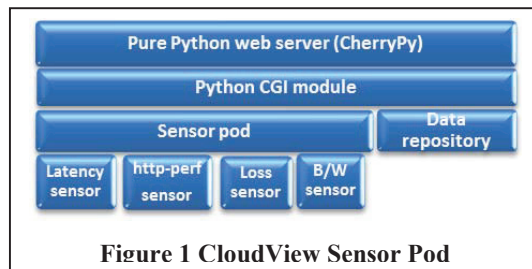 Pure Python web server (CherryPy)
Python CGI module
Sensor pod
Data
repository
Latency
sensor
http-perf
sensor
Loss
sensor
B/W
sensor
Figure 1 CloudView Sensor Pod